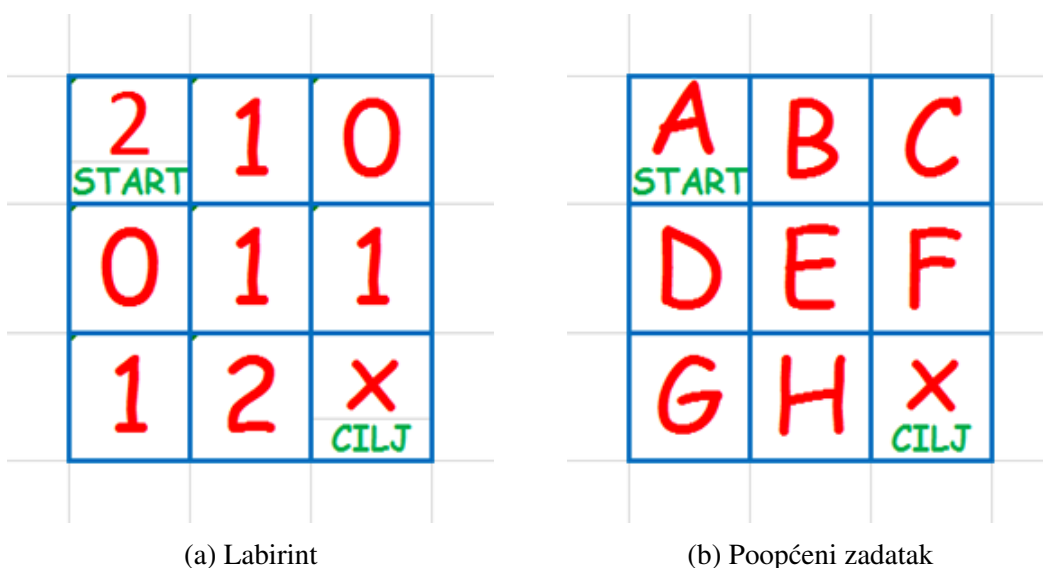 2 1 0 A B C
START START
0 1 1 D E F
1 2 x G H x
CILJ CILJ
(a) Labirint (b) Poopćeni zadatak